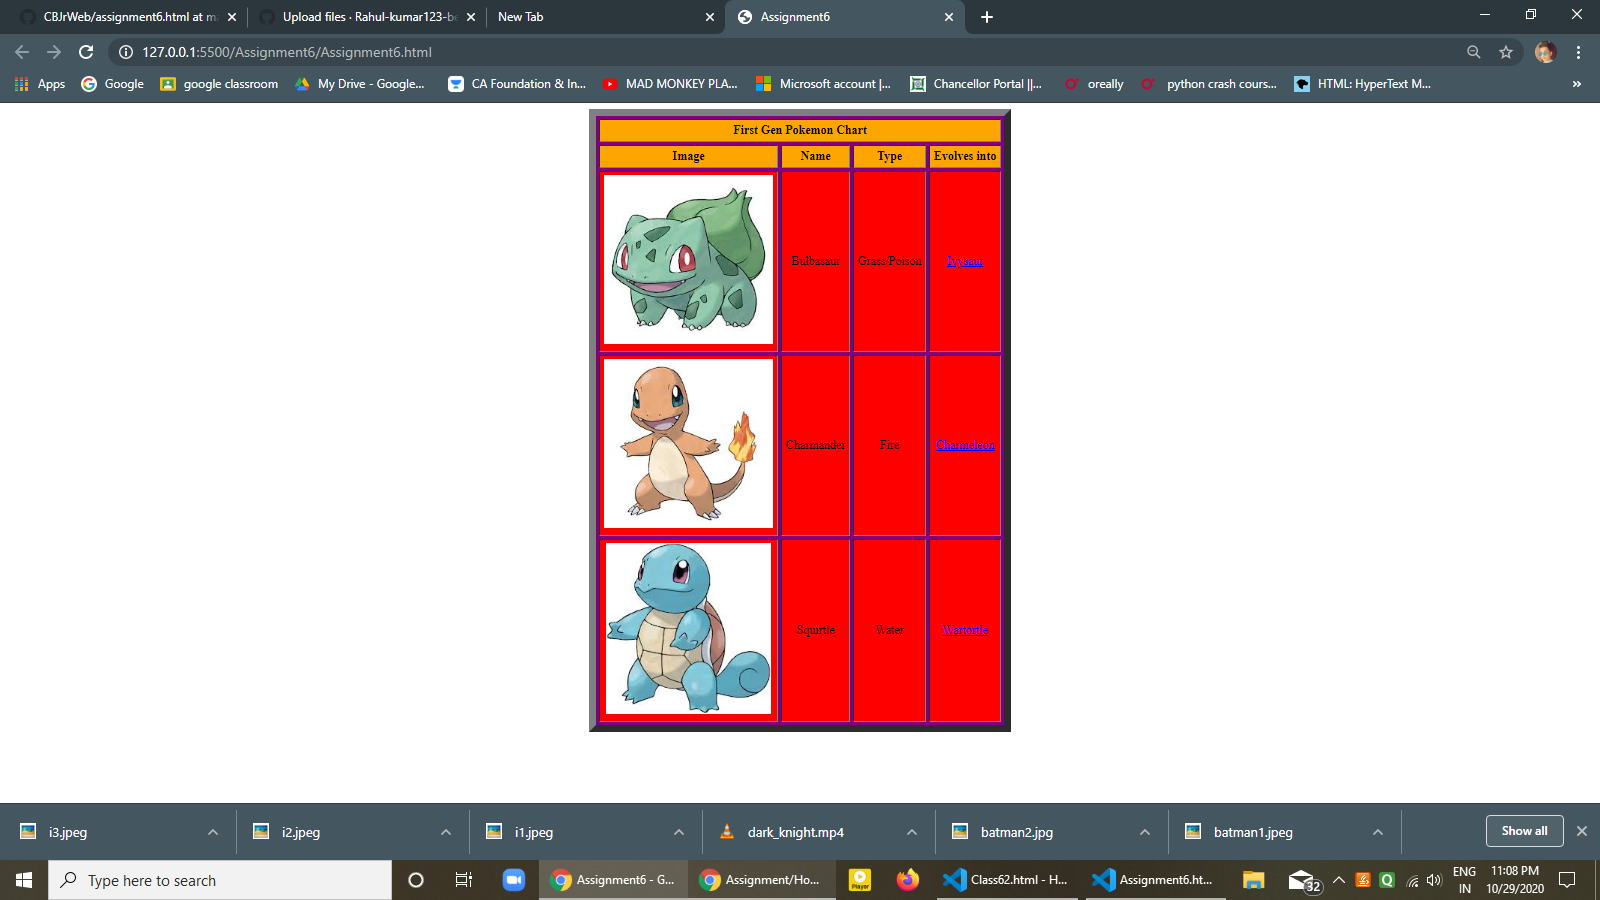 CBJrWeb/assignment6.html at m
Upload files · Rahul-kumar123-be
New Tab
Assignment6
127.0.0.1:5500/Assignment6/Assignment6.html
Apps
Google
google classroom
My Drive - Google...
CA Foundation & In...
MAD MONKEY PLA...
Microsoft account |...
Chancellor Portal ||...
oreally
python crash cours...
HTML: HyperText M...
»
First Gen Pokemon Chart
Image Name Type Evolves into
Bulbasaur Grass/Poison Ivysaur
Charmander Fire Charmeleon
Squirtle Water Wartortle
i3.jpeg
i2.jpeg
i1.jpeg
dark_knight.mp4
batman2.jpg
batman1.jpeg
Show all
Type here to search
Assignment6 - G...
Assignment/Ho...
Player
Class62.html - H...
Assignment6.ht...
32
ENG
IN
11:08 PM
10/29/2020